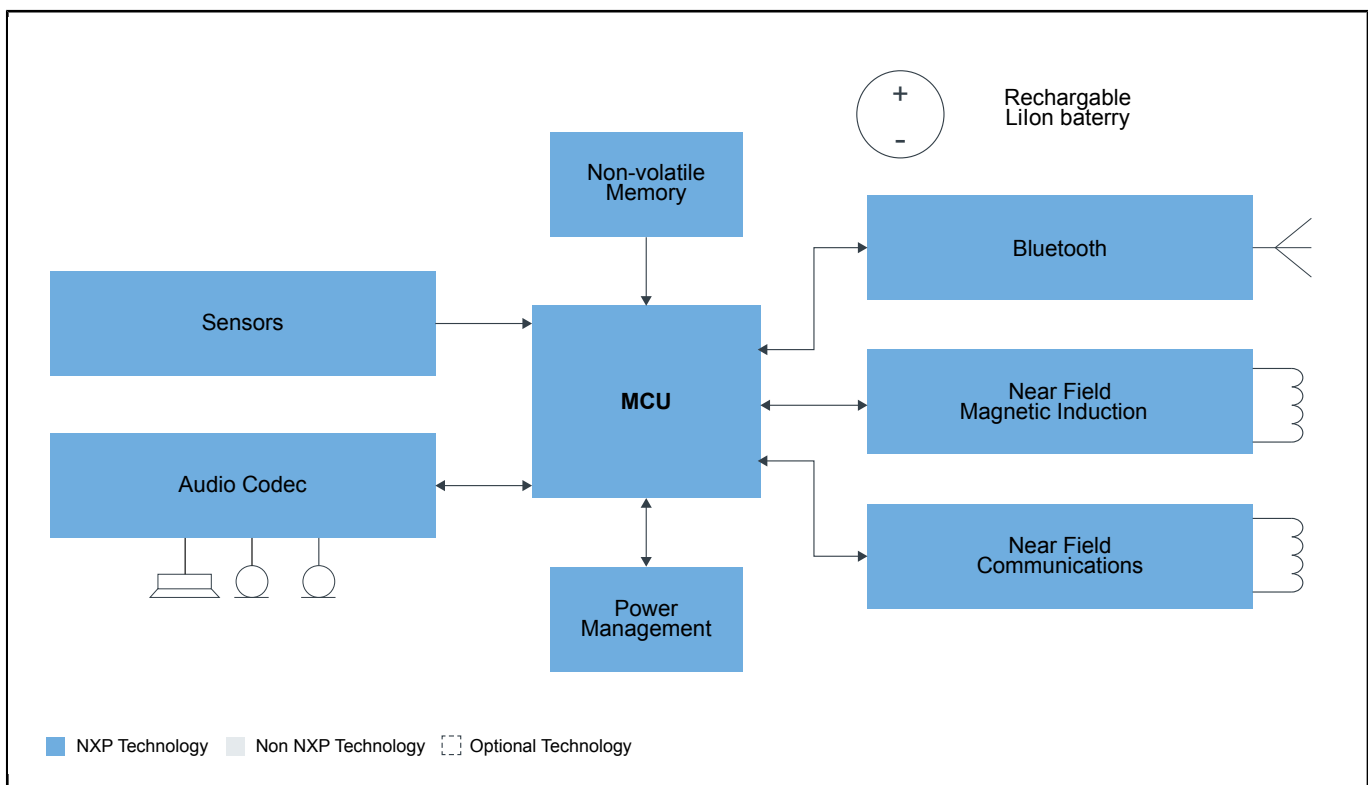 +
-
Rechargable
LiIon baterry
Non-volatile
Memory
Bluetooth
Sensors
MCU
Near Field
Magnetic Induction
Audio Codec
Near Field
Communications
Power
Management
NXP Technology
Non NXP Technology
Optional Technology